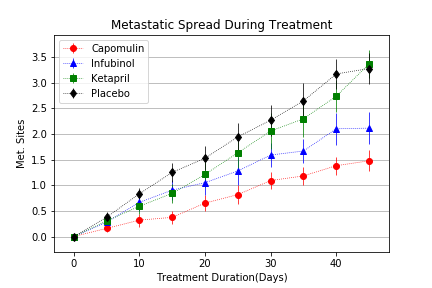 Metastatic Spread During Treatment
Capomulin
Infubinol
Ketapril
Placebo
Met. Sites
3.5
3.0
2.5
2.0
1.5
1.0
0.5
0.0
0 10 20 30 40
Treatment Duration(Days)